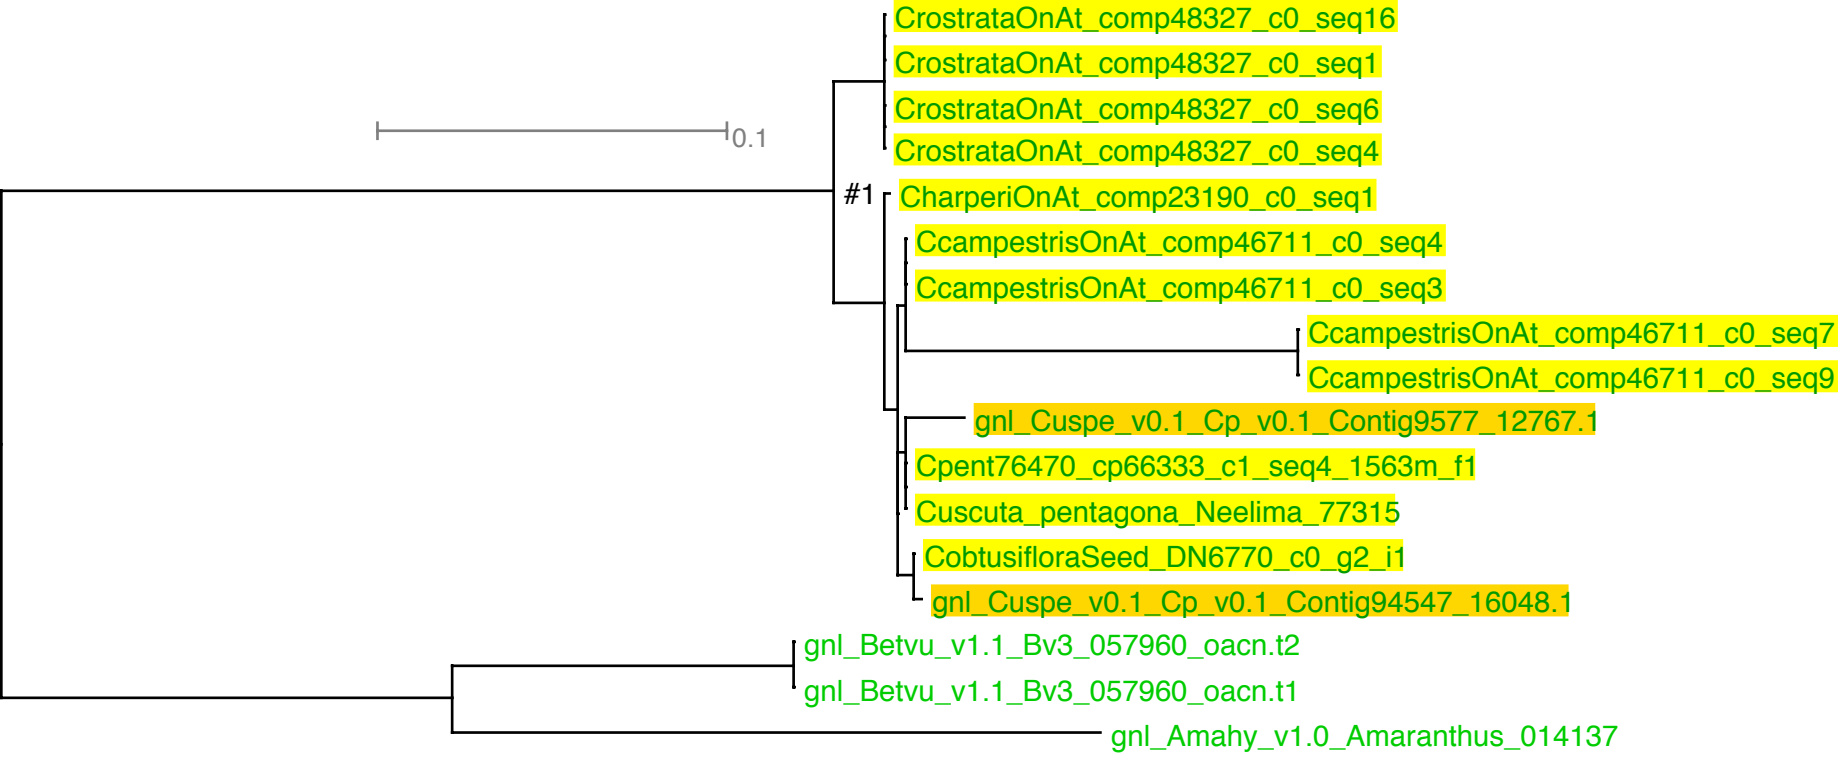 CrostrataOnAt_comp48327_c0_seq16
CrostrataOnAt_comp48327_c0_seq1
CrostrataOnAt_comp48327_c0_seq6
0.1
CrostrataOnAt_comp48327_c0_seq4
#1
CharperiOnAt_comp23190_c0_seq1
CcampestrisOnAt_comp46711_c0_seq4
CcampestrisOnAt_comp46711_c0_seq3
CcampestrisOnAt_comp46711_c0_seq7
CcampestrisOnAt_comp46711_c0_seq9
gnl_Cuspe_v0.1_Cp_v0.1_Contig9577_12767.1
Cpent76470_cp66333_c1_seq4_1563m_f1
Cuscuta_pentagona_Neelima_77315
CobtusifloraSeed_DN6770_c0_g2_i1
gnl_Cuspe_v0.1_Cp_v0.1_Contig94547_16048.1
gnl_Betvu_v1.1_Bv3_057960_oacn.t2
gnl_Betvu_v1.1_Bv3_057960_oacn.t1
gnl_Amahy_v1.0_Amaranthus_014137